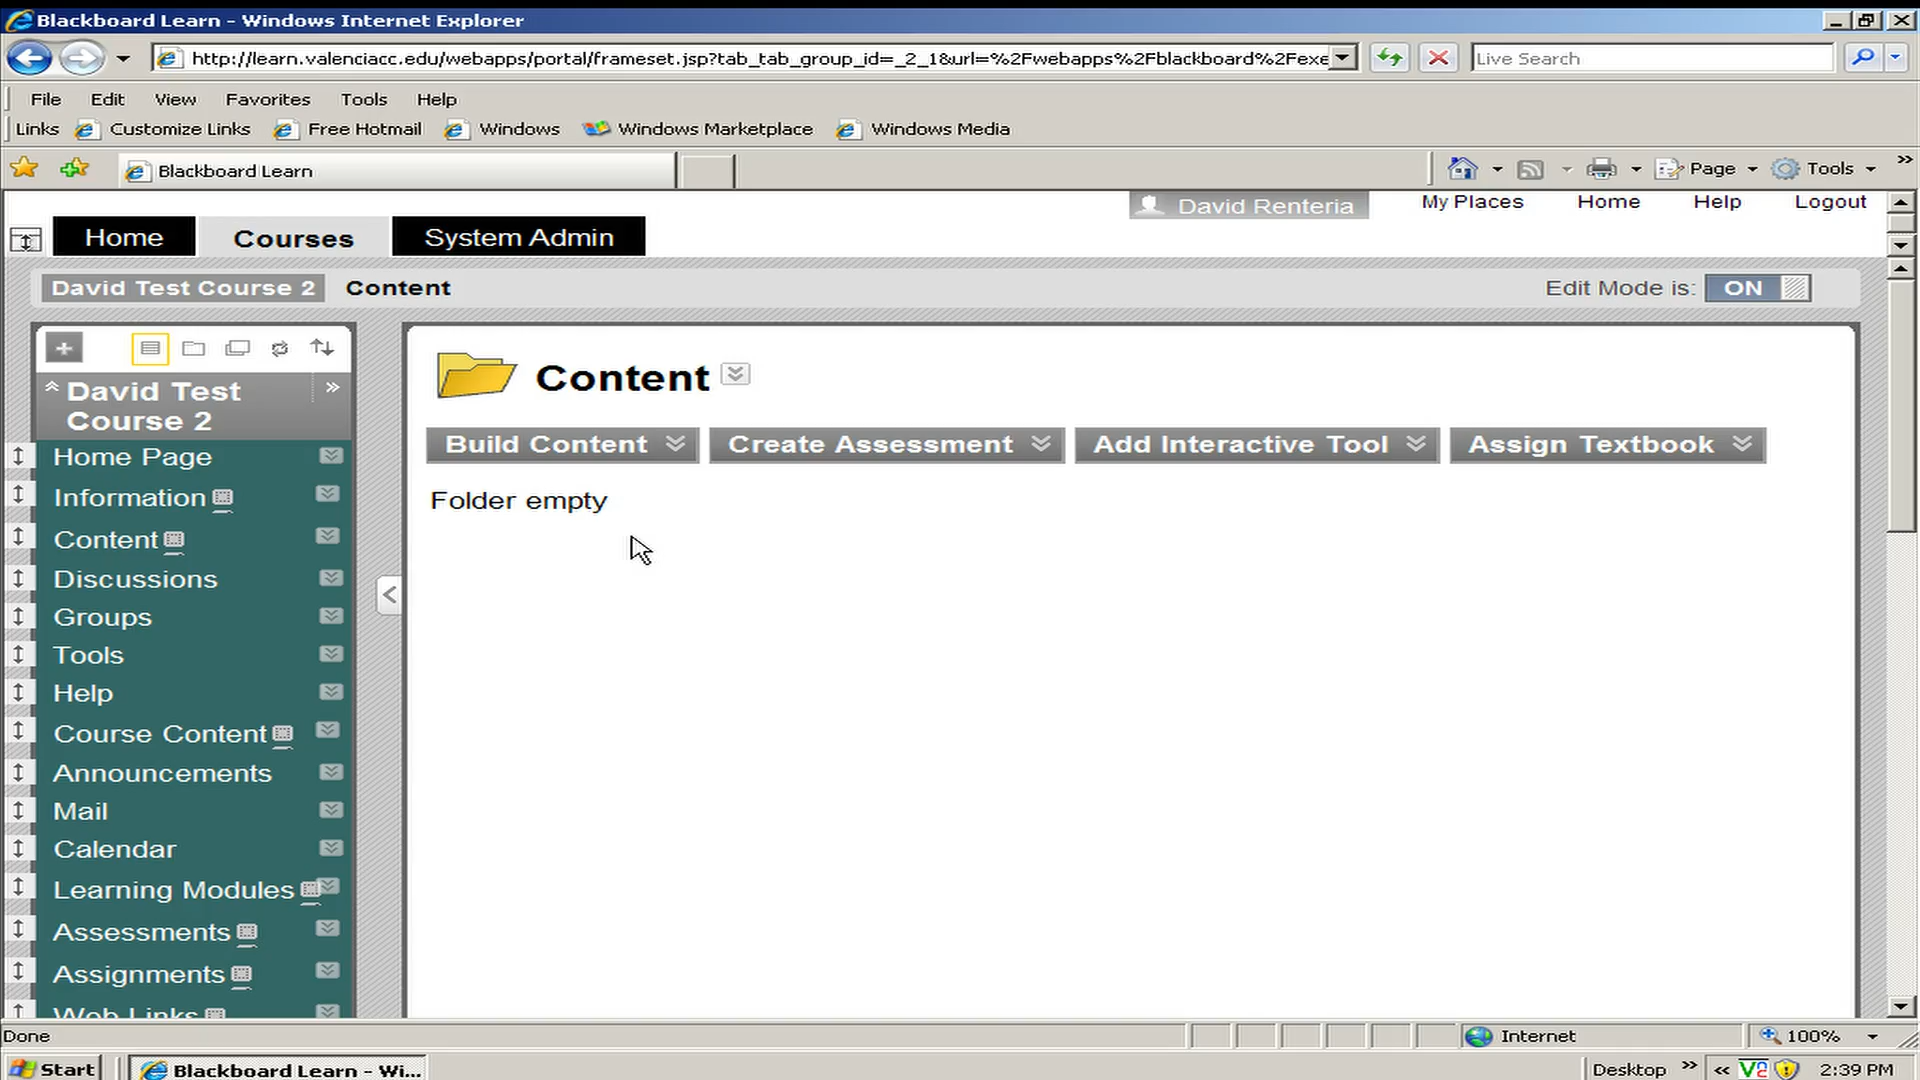 Blackboard Learn - Windows Internet Explorer
http://learn.valenciacc.edu/webapps/portal/frameset.jsp?tab_tab_group_id=_2_1&url=%2Fwebapps%2Fblackboard%2Fexe
Live Search
File Edit View Favorites Tools Help
Links Customize Links Free Hotmail Windows Windows Marketplace Windows Media
Blackboard Learn
Page Tools
David Renteria My Places Home Help Logout
Home Courses System Admin
David Test Course 2 Content
Edit Mode is: ON
David Test
Course 2
Home Page
Information
Content
Discussions
Groups
Tools
Help
Course Content
Announcements
Mail
Calendar
Learning Modules
Assessments
Assignments
Web Links
Content
Build Content Create Assessment Add Interactive Tool Assign Textbook
Folder empty
Done
Internet
100%
Start
Blackboard Learn - Wi...
Desktop
2:39 PM